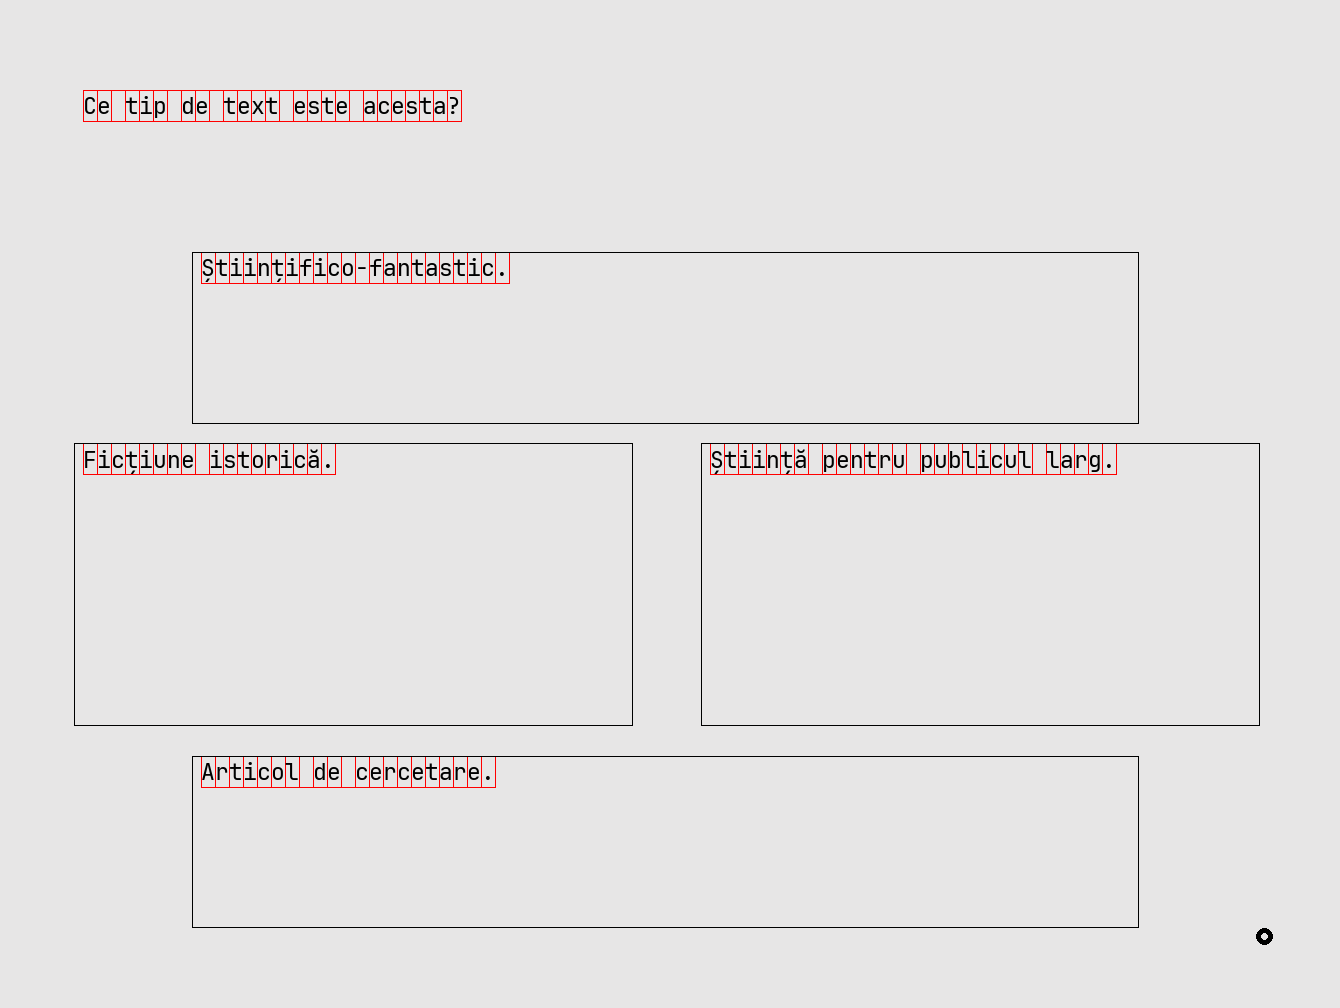 Ce tip de text este acesta?
Științifico-fantastic.
Ficțiune istorică.
Știință pentru publicul larg.
Articol de cercetare.